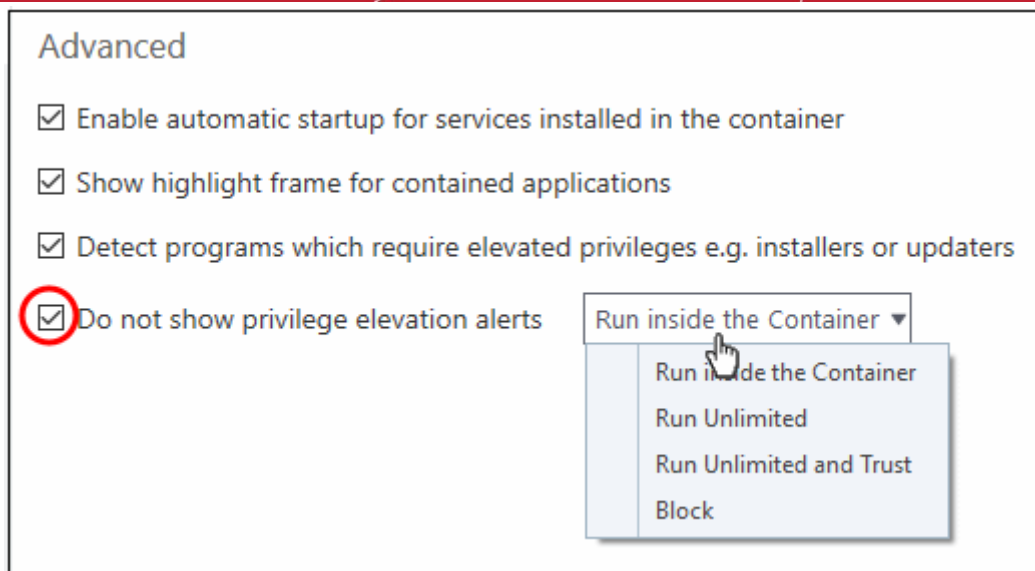 Advanced
Enable automatic startup for services installed in the container
Show highlight frame for contained applications
Detect programs which require elevated privileges e.g. installers or updaters
Do not show privilege elevation alerts Run inside the Container
Run inside the Container
Run Unlimited
Run Unlimited and Trust
Block